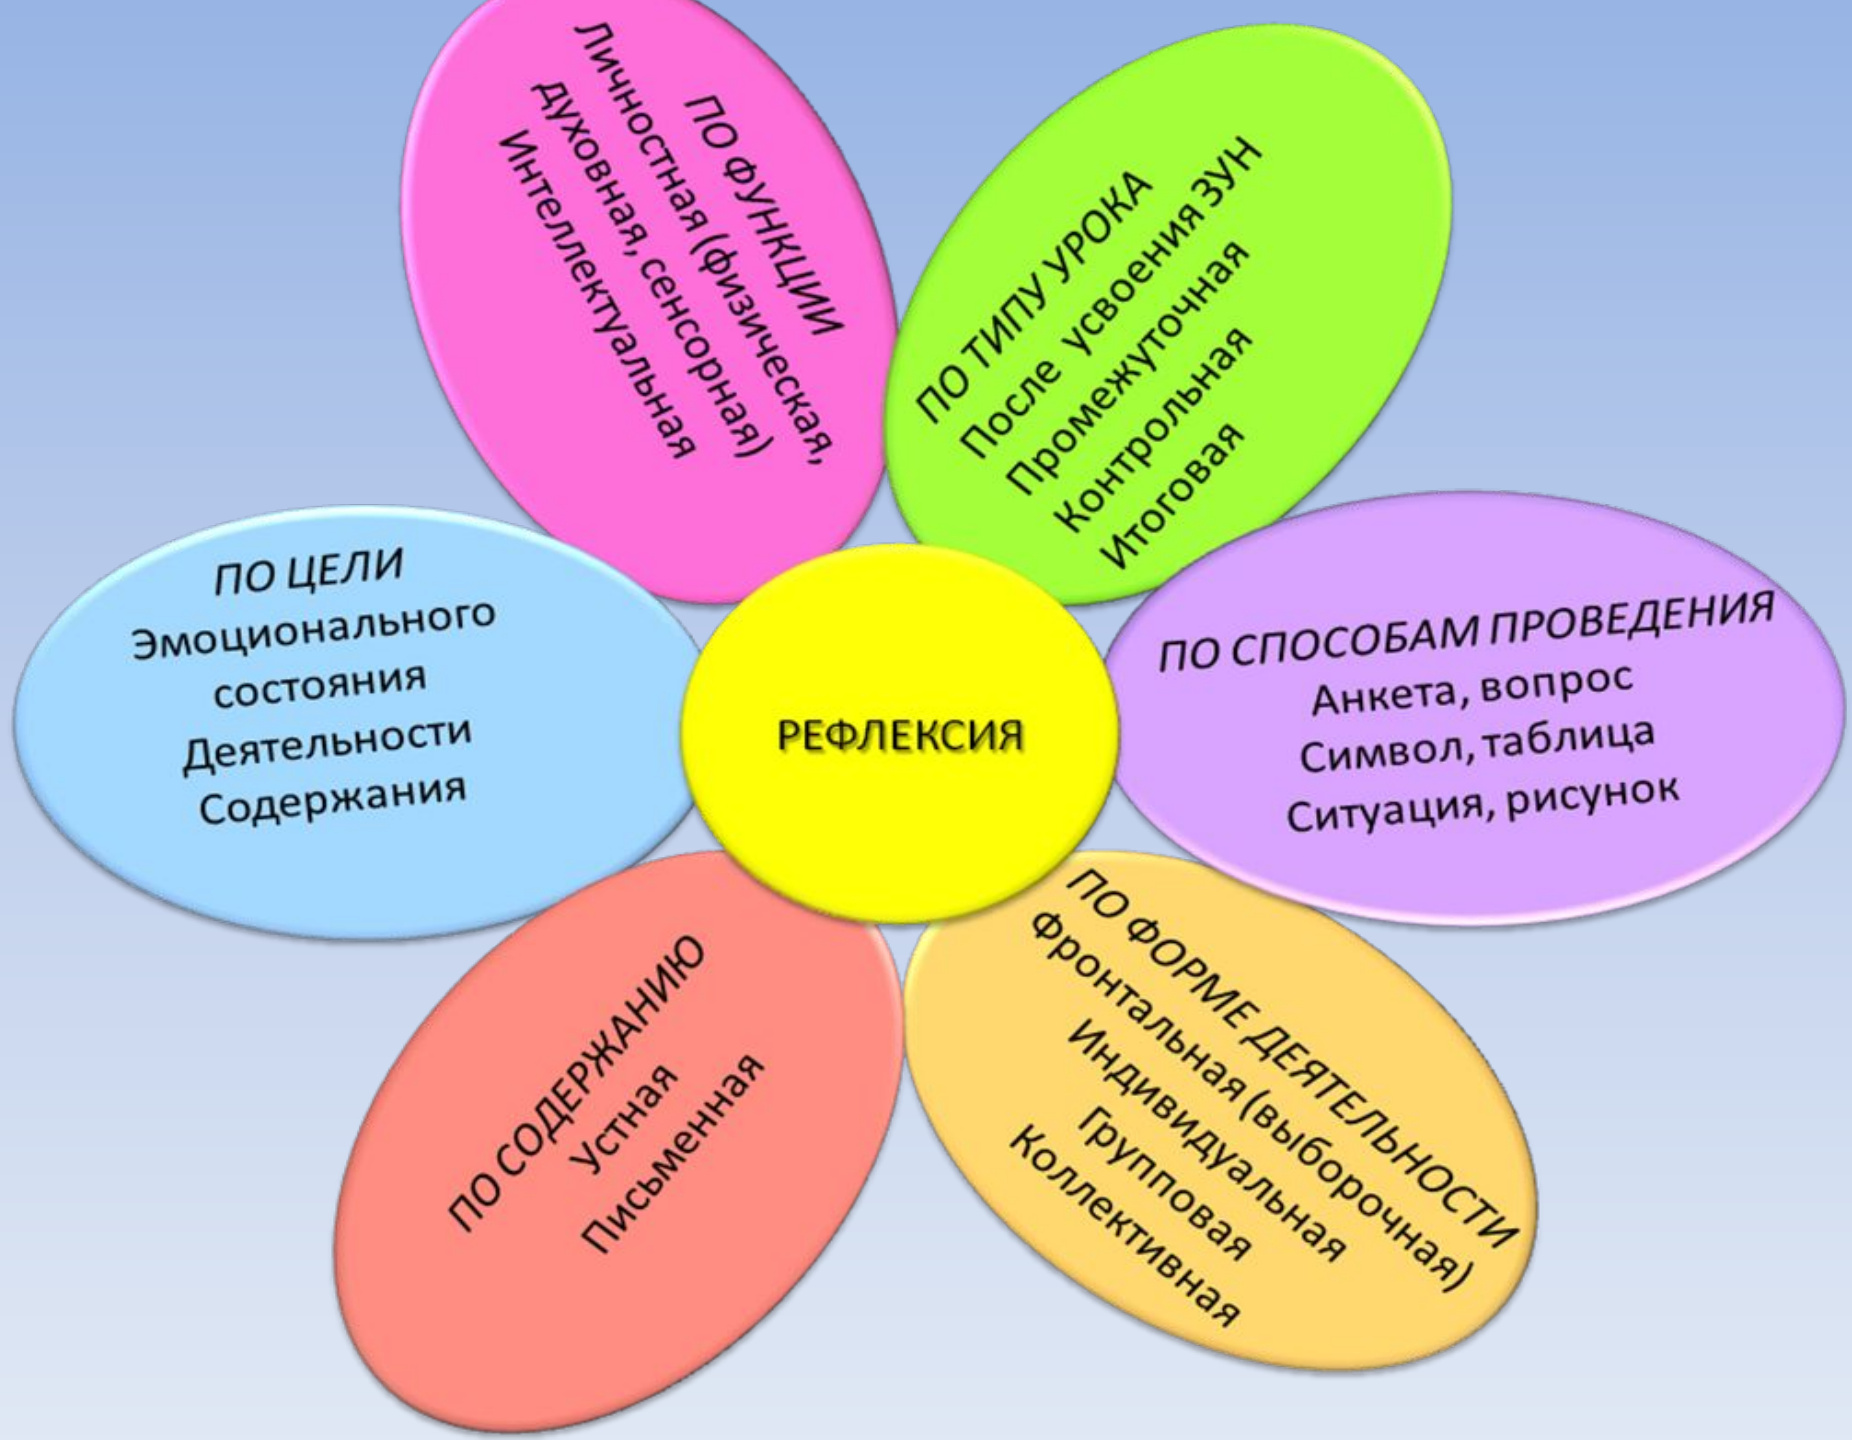 ПО ФУНКЦИИ
Личностная (физическая,
духовная, сенсорная)
Интеллектуальная
ПО ТИПУ УРОКА
После усвоения ЗУН
Промежуточная
Контрольная
Итоговая
ПО ЦЕЛИ
Эмоционального
состояния
Деятельности
Содержания
РЕФЛЕКСИЯ
ПО СПОСОБАМ ПРОВЕДЕНИЯ
Анкета, вопрос
Символ, таблица
Ситуация, рисунок
ПО СОДЕРЖАНИЮ
Устная
Письменная
ПО ФОРМЕ ДЕЯТЕЛЬНОСТИ
Фронтальная (выборочная)
Индивидуальная
Групповая
Коллективная